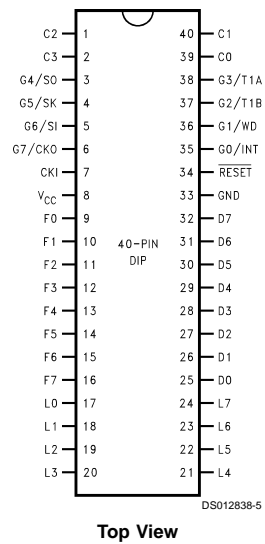 C2 1 40 C1
C3 2 39 C0
G4/SO 3 38 G3/T1A
G5/SK 4 37 G2/T1B
G6/SI 5 36 G1/WD
G7/CKO 6 35 G0/INT
CKI 7 34 RESET
VCC 8 33 GND
F0 9 32 D7
F1 10 31 D6
F2 11 30 D5
F3 12 29 D4
F4 13 28 D3
F5 14 27 D2
F6 15 26 D1
F7 16 25 D0
L0 17 24 L7
L1 18 23 L6
L2 19 22 L5
L3 20 21 L4
40-PIN
DIP
DS012838-5
Top View